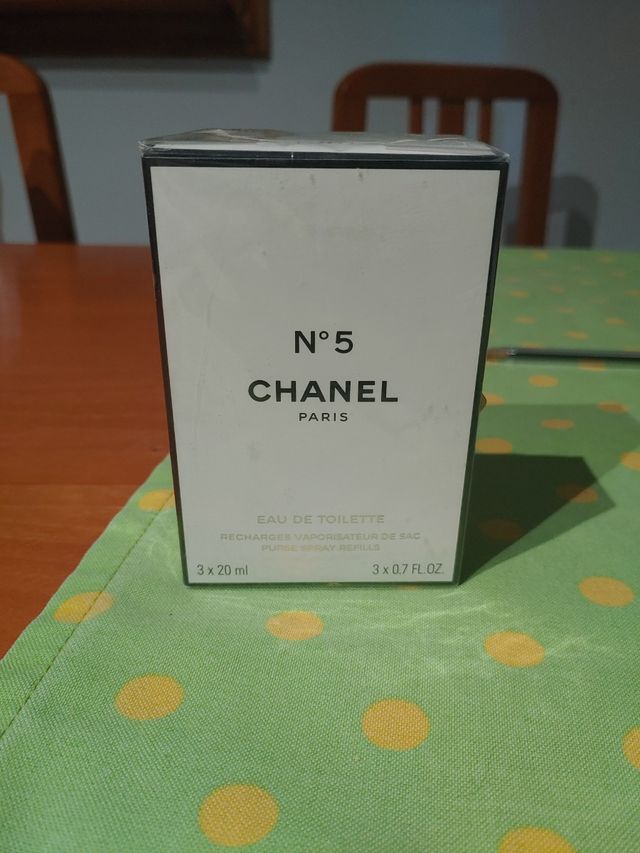 N°5
CHANEL
PARIS
EAU DE TOILETTE
RECHARGES VAPORISATEUR DE SAC
PURSE SPRAY REFILLS
3 x 20 ml 3 x 0.7 FL.OZ.